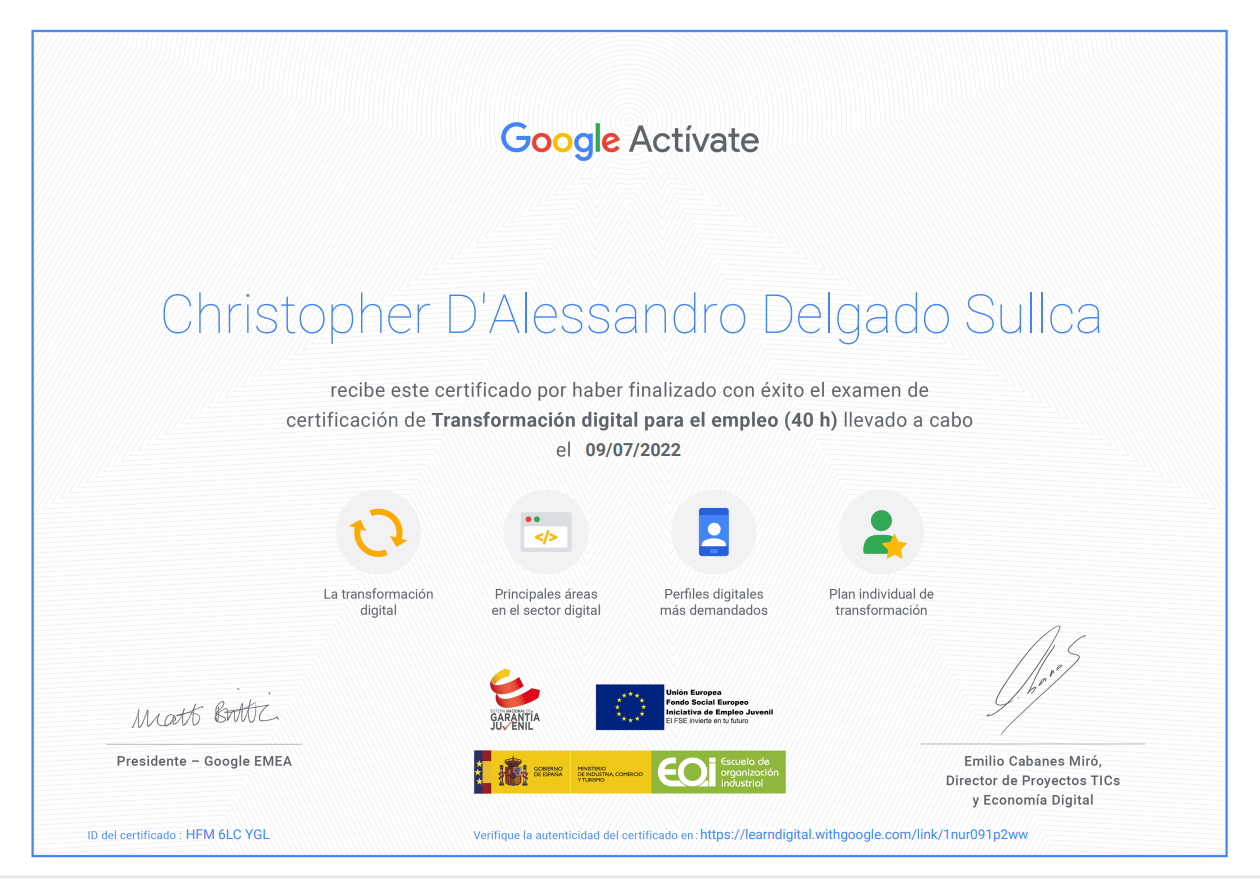 Google Actívate
Christopher D'Alessandro Delgado Sullca
recibe este certificado por haber finalizado con éxito el examen de
certificación de Transformación digital para el empleo (40 h) llevado a cabo
el 09/07/2022
</>
La transformación
digital
Principales áreas
en el sector digital
Perfiles digitales
más demandados
Plan individual de
transformación
SISTEMA NACIONAL DE
GARANTÍA
JUVENIL
Unión Europea
Fondo Social Europeo
Iniciativa de Empleo Juvenil
El FSE invierte en tu futuro
Matt Brittin
Presidente – Google EMEA
GOBIERNO
DE ESPAÑA
MINISTERIO
DE INDUSTRIA, COMERCIO
Y TURISMO
EOi
Escuela de
organización
industrial
Emilio Cabanes Miró,
Director de Proyectos TICs
y Economía Digital
ID del certificado : HFM 6LC YGL
Verifique la autenticidad del certificado en : https://learndigital.withgoogle.com/link/1nur091p2ww